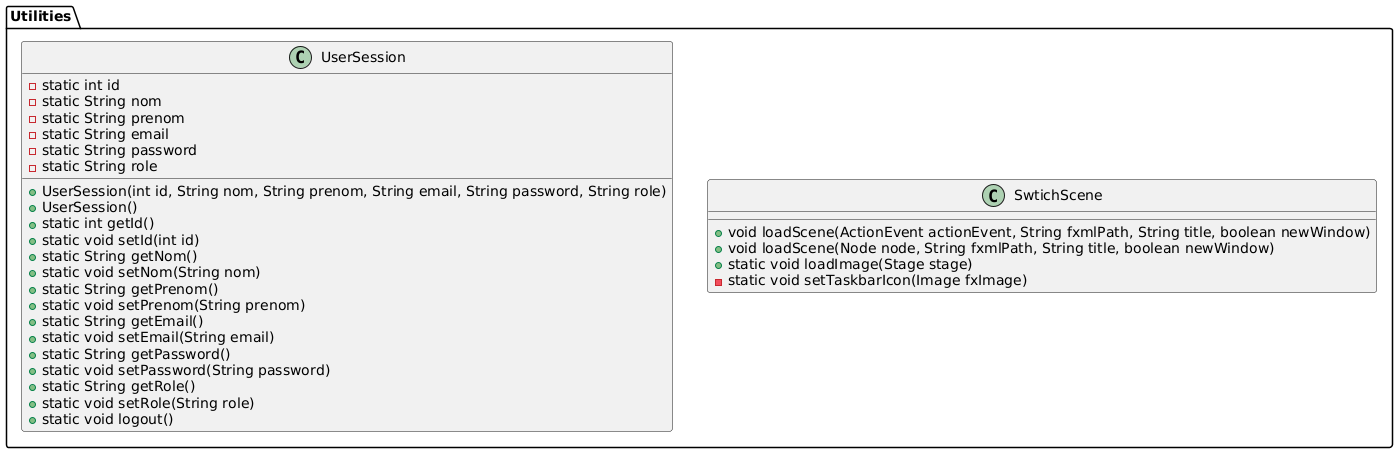 Utilities
C UserSession
static int id
static String nom
static String prenom
static String email
static String password
static String role
UserSession(int id, String nom, String prenom, String email, String password, String role)
UserSession()
static int getId()
static void setId(int id)
static String getNom()
static void setNom(String nom)
static String getPrenom()
static void setPrenom(String prenom)
static String getEmail()
static void setEmail(String email)
static String getPassword()
static void setPassword(String password)
static String getRole()
static void setRole(String role)
static void logout()
C SwtichScene
void loadScene(ActionEvent actionEvent, String fxmlPath, String title, boolean newWindow)
void loadScene(Node node, String fxmlPath, String title, boolean newWindow)
static void loadImage(Stage stage)
static void setTaskbarIcon(Image fxImage)